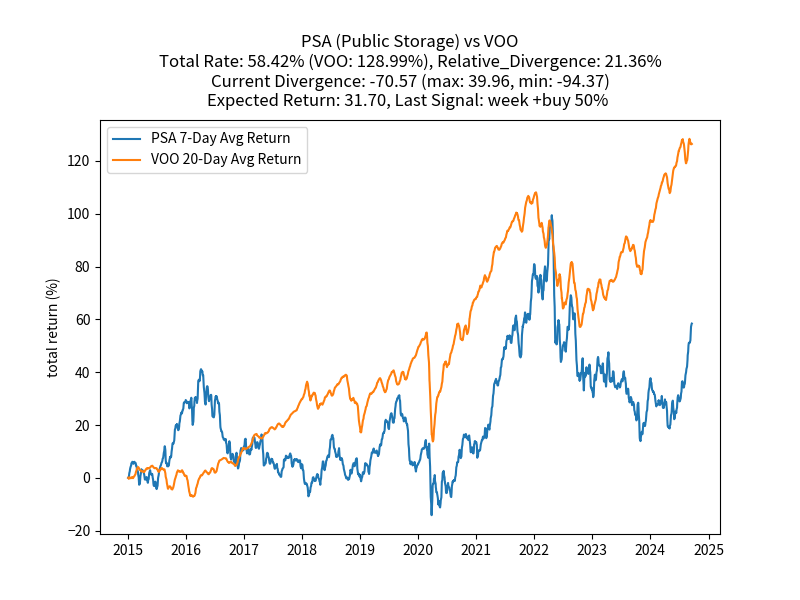 PSA (Public Storage) vs VOO
Total Rate: 58.42% (VOO: 128.99%), Relative_Divergence: 21.36%
Current Divergence: -70.57 (max: 39.96, min: -94.37)
Expected Return: 31.70, Last Signal: week +buy 50%
PSA 7-Day Avg Return
VOO 20-Day Avg Return
total return (%)
120
100
80
60
40
20
0
−20
2015 2016 2017 2018 2019 2020 2021 2022 2023 2024 2025